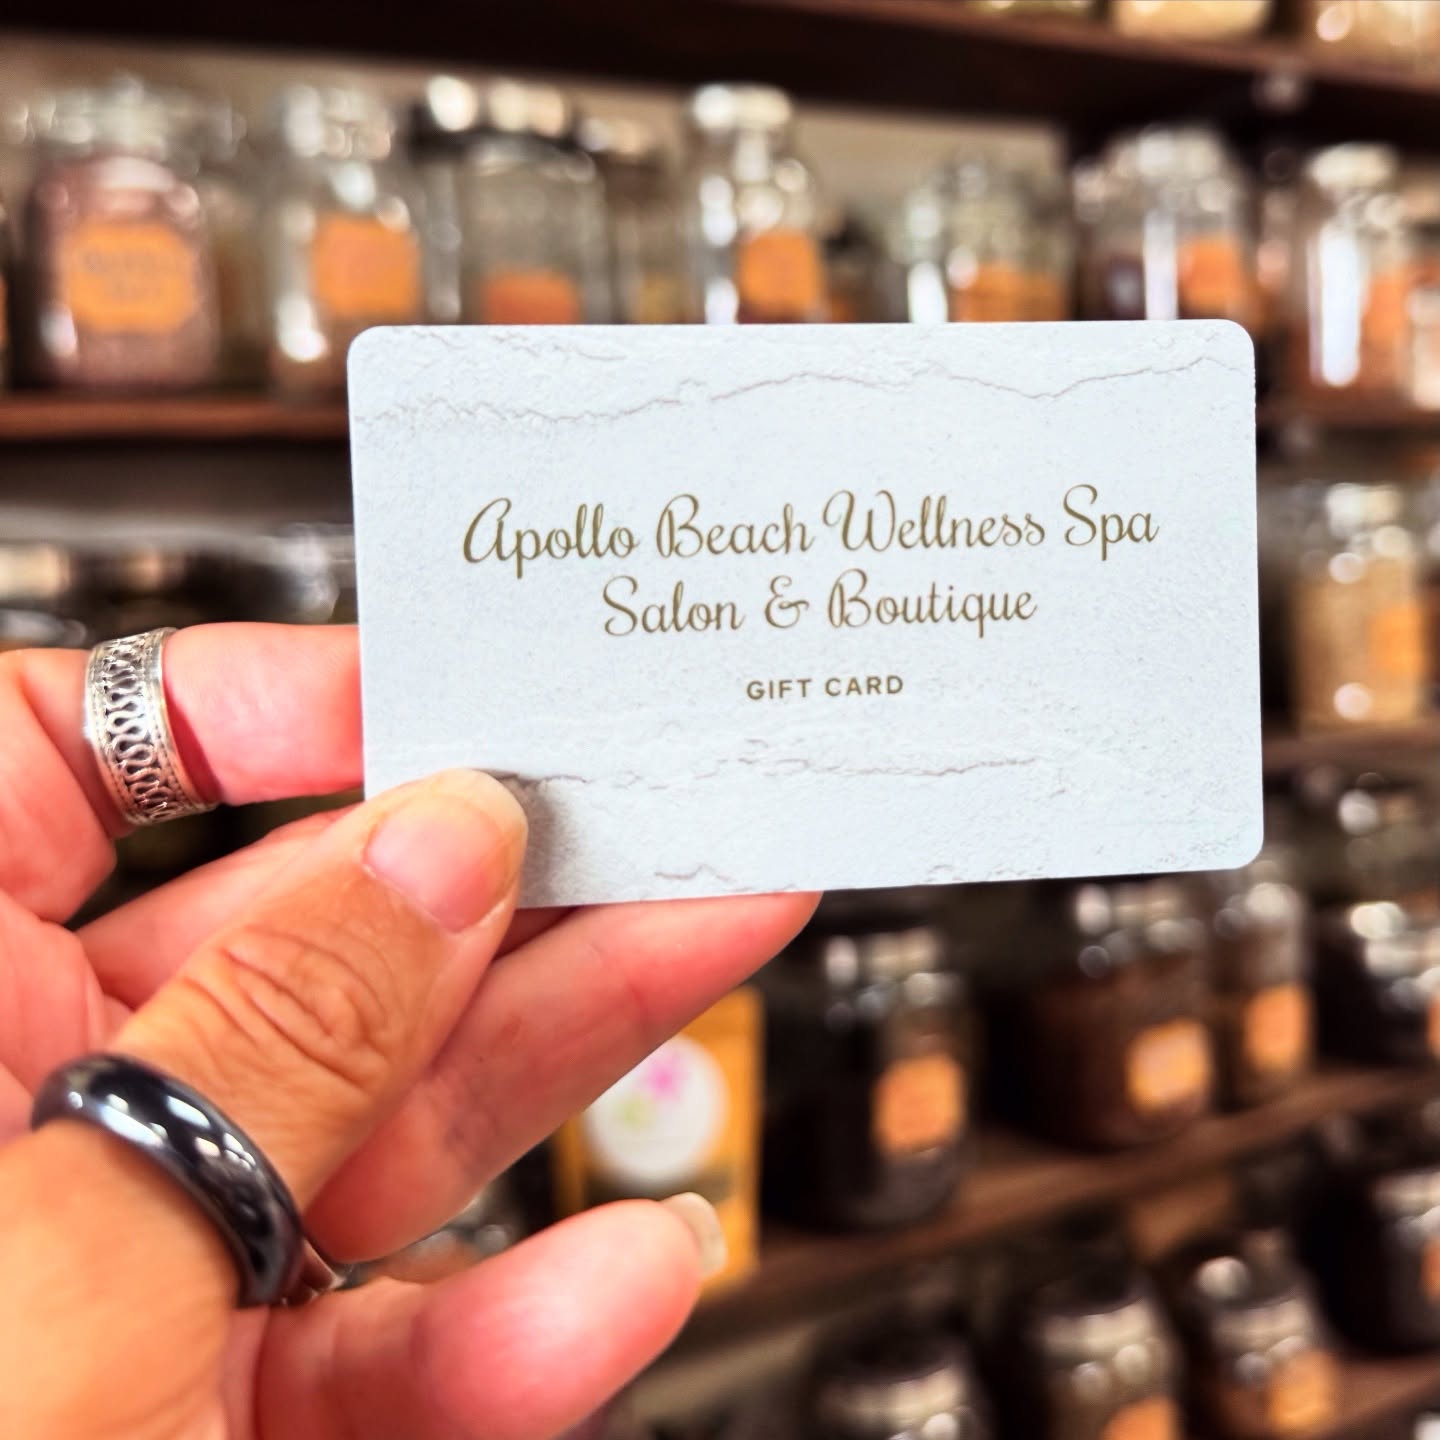 Apollo Beach Wellness Spa
Salon & Boutique
GIFT CARD